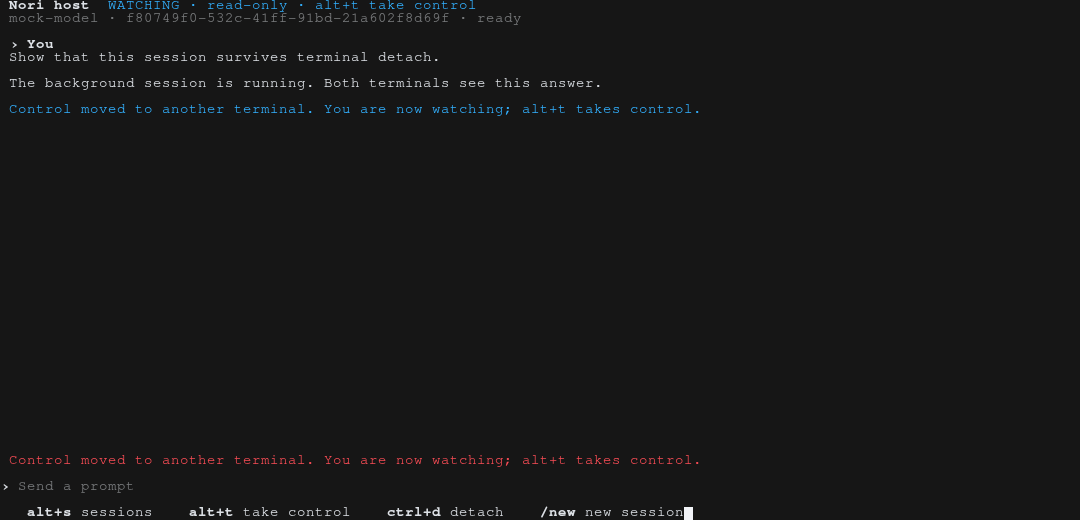 Nori host  WATCHING · read-only · alt+t take control
mock-model · f80749f0-532c-41ff-91bd-21a602f8d69f · ready
› You
Show that this session survives terminal detach.
The background session is running. Both terminals see this answer.
Control moved to another terminal. You are now watching; alt+t takes control.
Control moved to another terminal. You are now watching; alt+t takes control.
› Send a prompt
alt+s sessions    alt+t take control    ctrl+d detach    /new new session